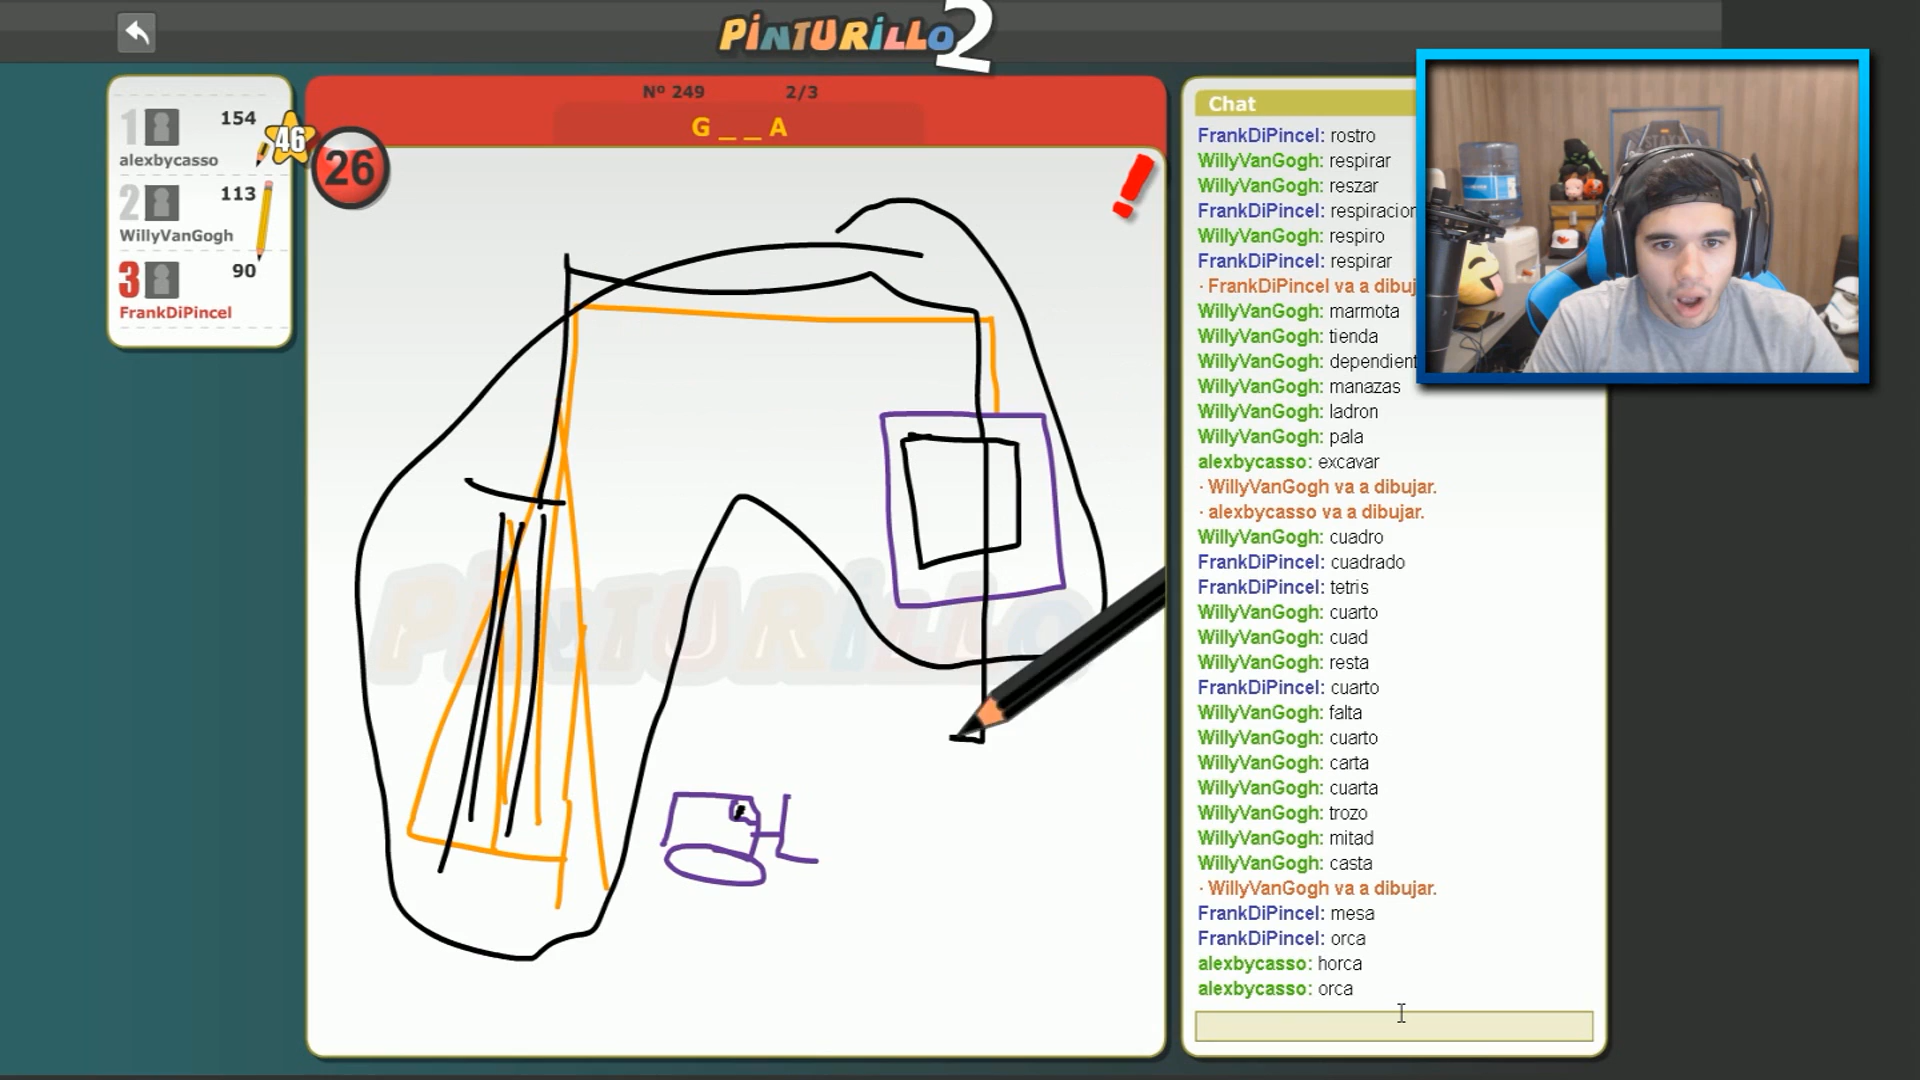 PINTURILLO 2
Nº 249 2/3
G _ _ A
26
1 154
alexbycasso
46
2 113
WillyVanGogh
3 90
FrankDiPincel
PINTURILLO
Chat
FrankDiPincel: rostro
WillyVanGogh: respirar
WillyVanGogh: reszar
FrankDiPincel: respiracion
WillyVanGogh: respiro
FrankDiPincel: respirar
· FrankDiPincel va a dibuj
WillyVanGogh: marmota
WillyVanGogh: tienda
WillyVanGogh: dependient
WillyVanGogh: manazas
WillyVanGogh: ladron
WillyVanGogh: pala
alexbycasso: excavar
· WillyVanGogh va a dibujar.
· alexbycasso va a dibujar.
WillyVanGogh: cuadro
FrankDiPincel: cuadrado
FrankDiPincel: tetris
WillyVanGogh: cuarto
WillyVanGogh: cuad
WillyVanGogh: resta
FrankDiPincel: cuarto
WillyVanGogh: falta
WillyVanGogh: cuarto
WillyVanGogh: carta
WillyVanGogh: cuarta
WillyVanGogh: trozo
WillyVanGogh: mitad
WillyVanGogh: casta
· WillyVanGogh va a dibujar.
FrankDiPincel: mesa
FrankDiPincel: orca
alexbycasso: horca
alexbycasso: orca